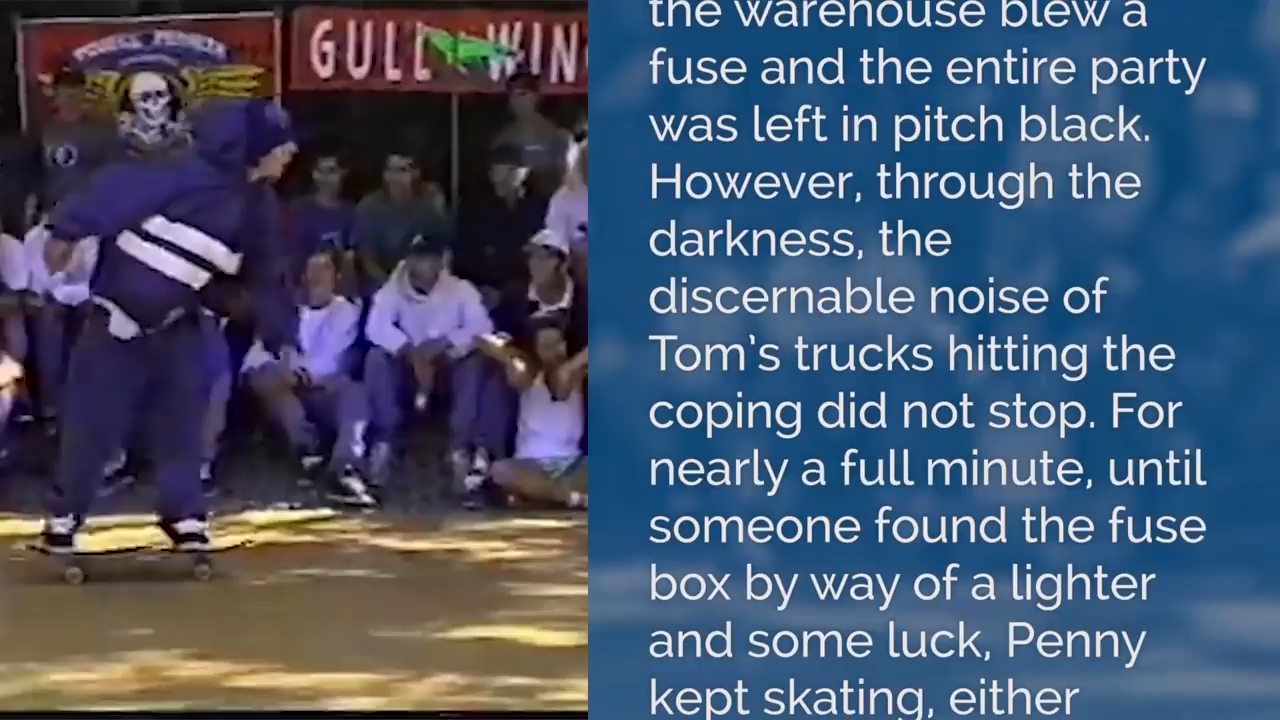 POWELL PERALTA
GULL WIN
the warehouse blew a
fuse and the entire party
was left in pitch black.
However, through the
darkness, the
discernable noise of
Tom’s trucks hitting the
coping did not stop. For
nearly a full minute, until
someone found the fuse
box by way of a lighter
and some luck, Penny
kept skating, either